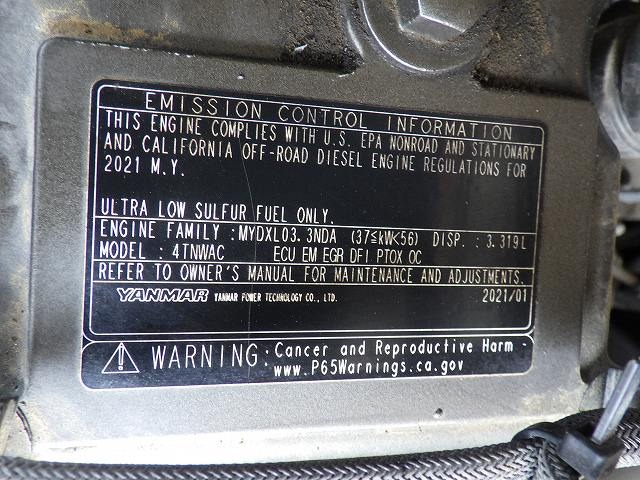 EMISSION CONTROL INFORMATION
THIS ENGINE COMPLIES WITH U.S. EPA NONROAD AND STATIONARY
AND CALIFORNIA OFF-ROAD DIESEL ENGINE REGULATIONS FOR
2021 M.Y.
ULTRA LOW SULFUR FUEL ONLY.
ENGINE FAMILY : MYDXL03.3NDA (37≦kW<56) DISP. : 3.319L
MODEL : 4TNWAC ECU EM EGR DFI PTOX OC
REFER TO OWNER'S MANUAL FOR MAINTENANCE AND ADJUSTMENTS.
YANMAR YANMAR POWER TECHNOLOGY CO., LTD. 2021/01
WARNING: Cancer and Reproductive Harm -
www.P65Warnings.ca.gov